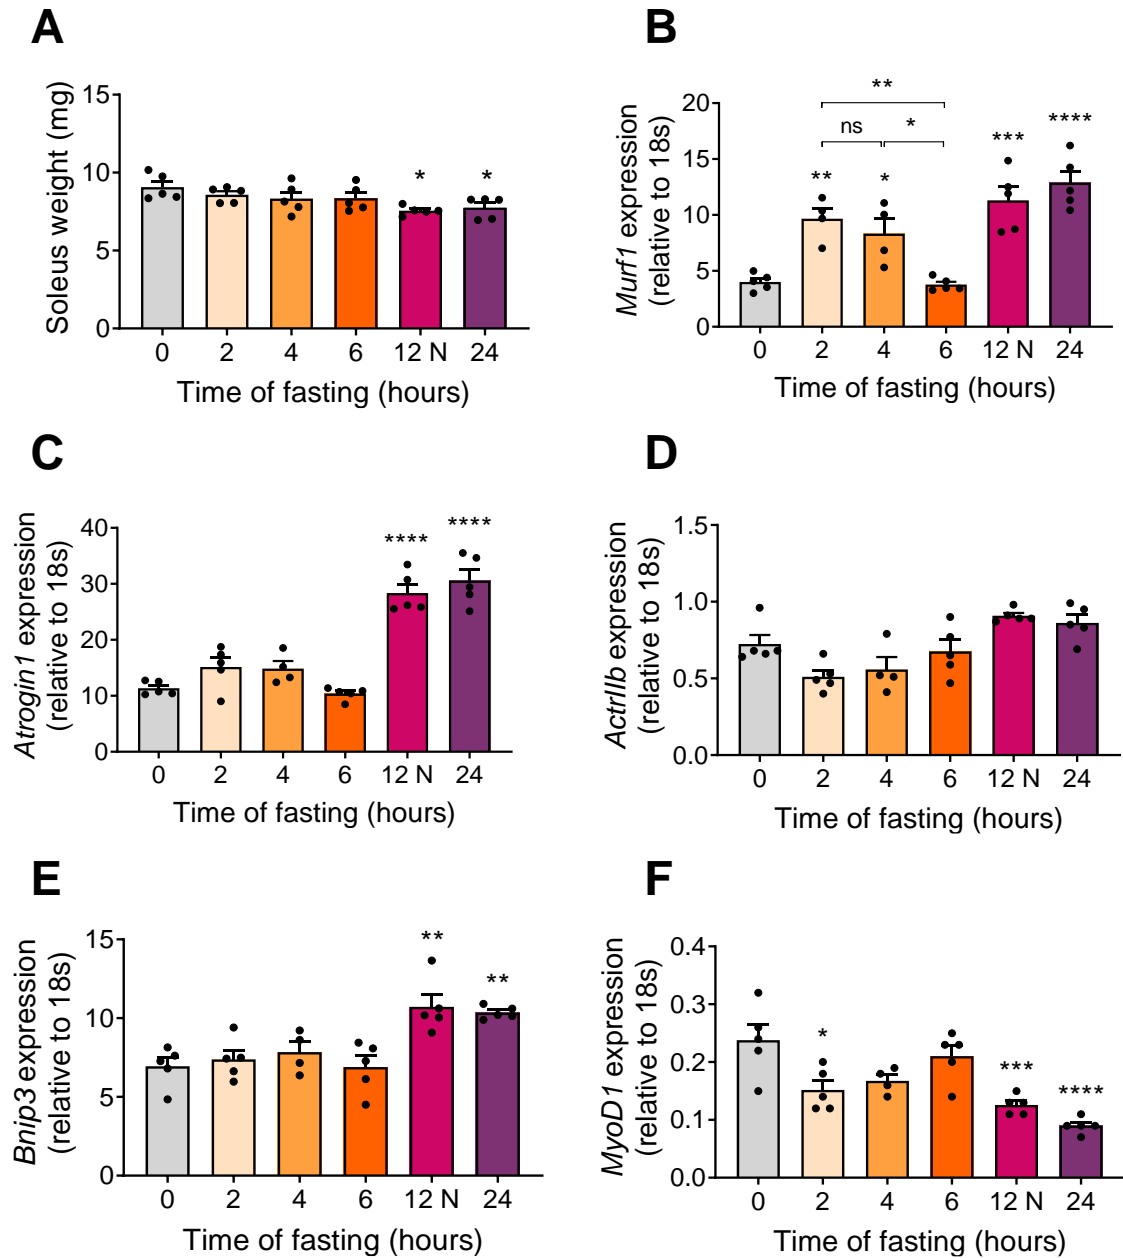 A
Soleus weight (mg)
15
10
5
0
* *
0 2 4 6 12 N 24
Time of fasting (hours)
B
Murf1 expression
(relative to 18s)
20
15
10
5
0
**
ns *
** * *** ****
0 2 4 6 12 N 24
Time of fasting (hours)
C
Atrogin1 expression
(relative to 18s)
40
30
20
10
0
**** ****
0 2 4 6 12 N 24
Time of fasting (hours)
D
ActrIIb expression
(relative to 18s)
1.5
1.0
0.5
0.0
0 2 4 6 12 N 24
Time of fasting (hours)
E
Bnip3 expression
(relative to 18s)
15
10
5
0
** **
0 2 4 6 12 N 24
Time of fasting (hours)
F
MyoD1 expression
(relative to 18s)
0.4
0.3
0.2
0.1
0.0
* *** ****
0 2 4 6 12 N 24
Time of fasting (hours)